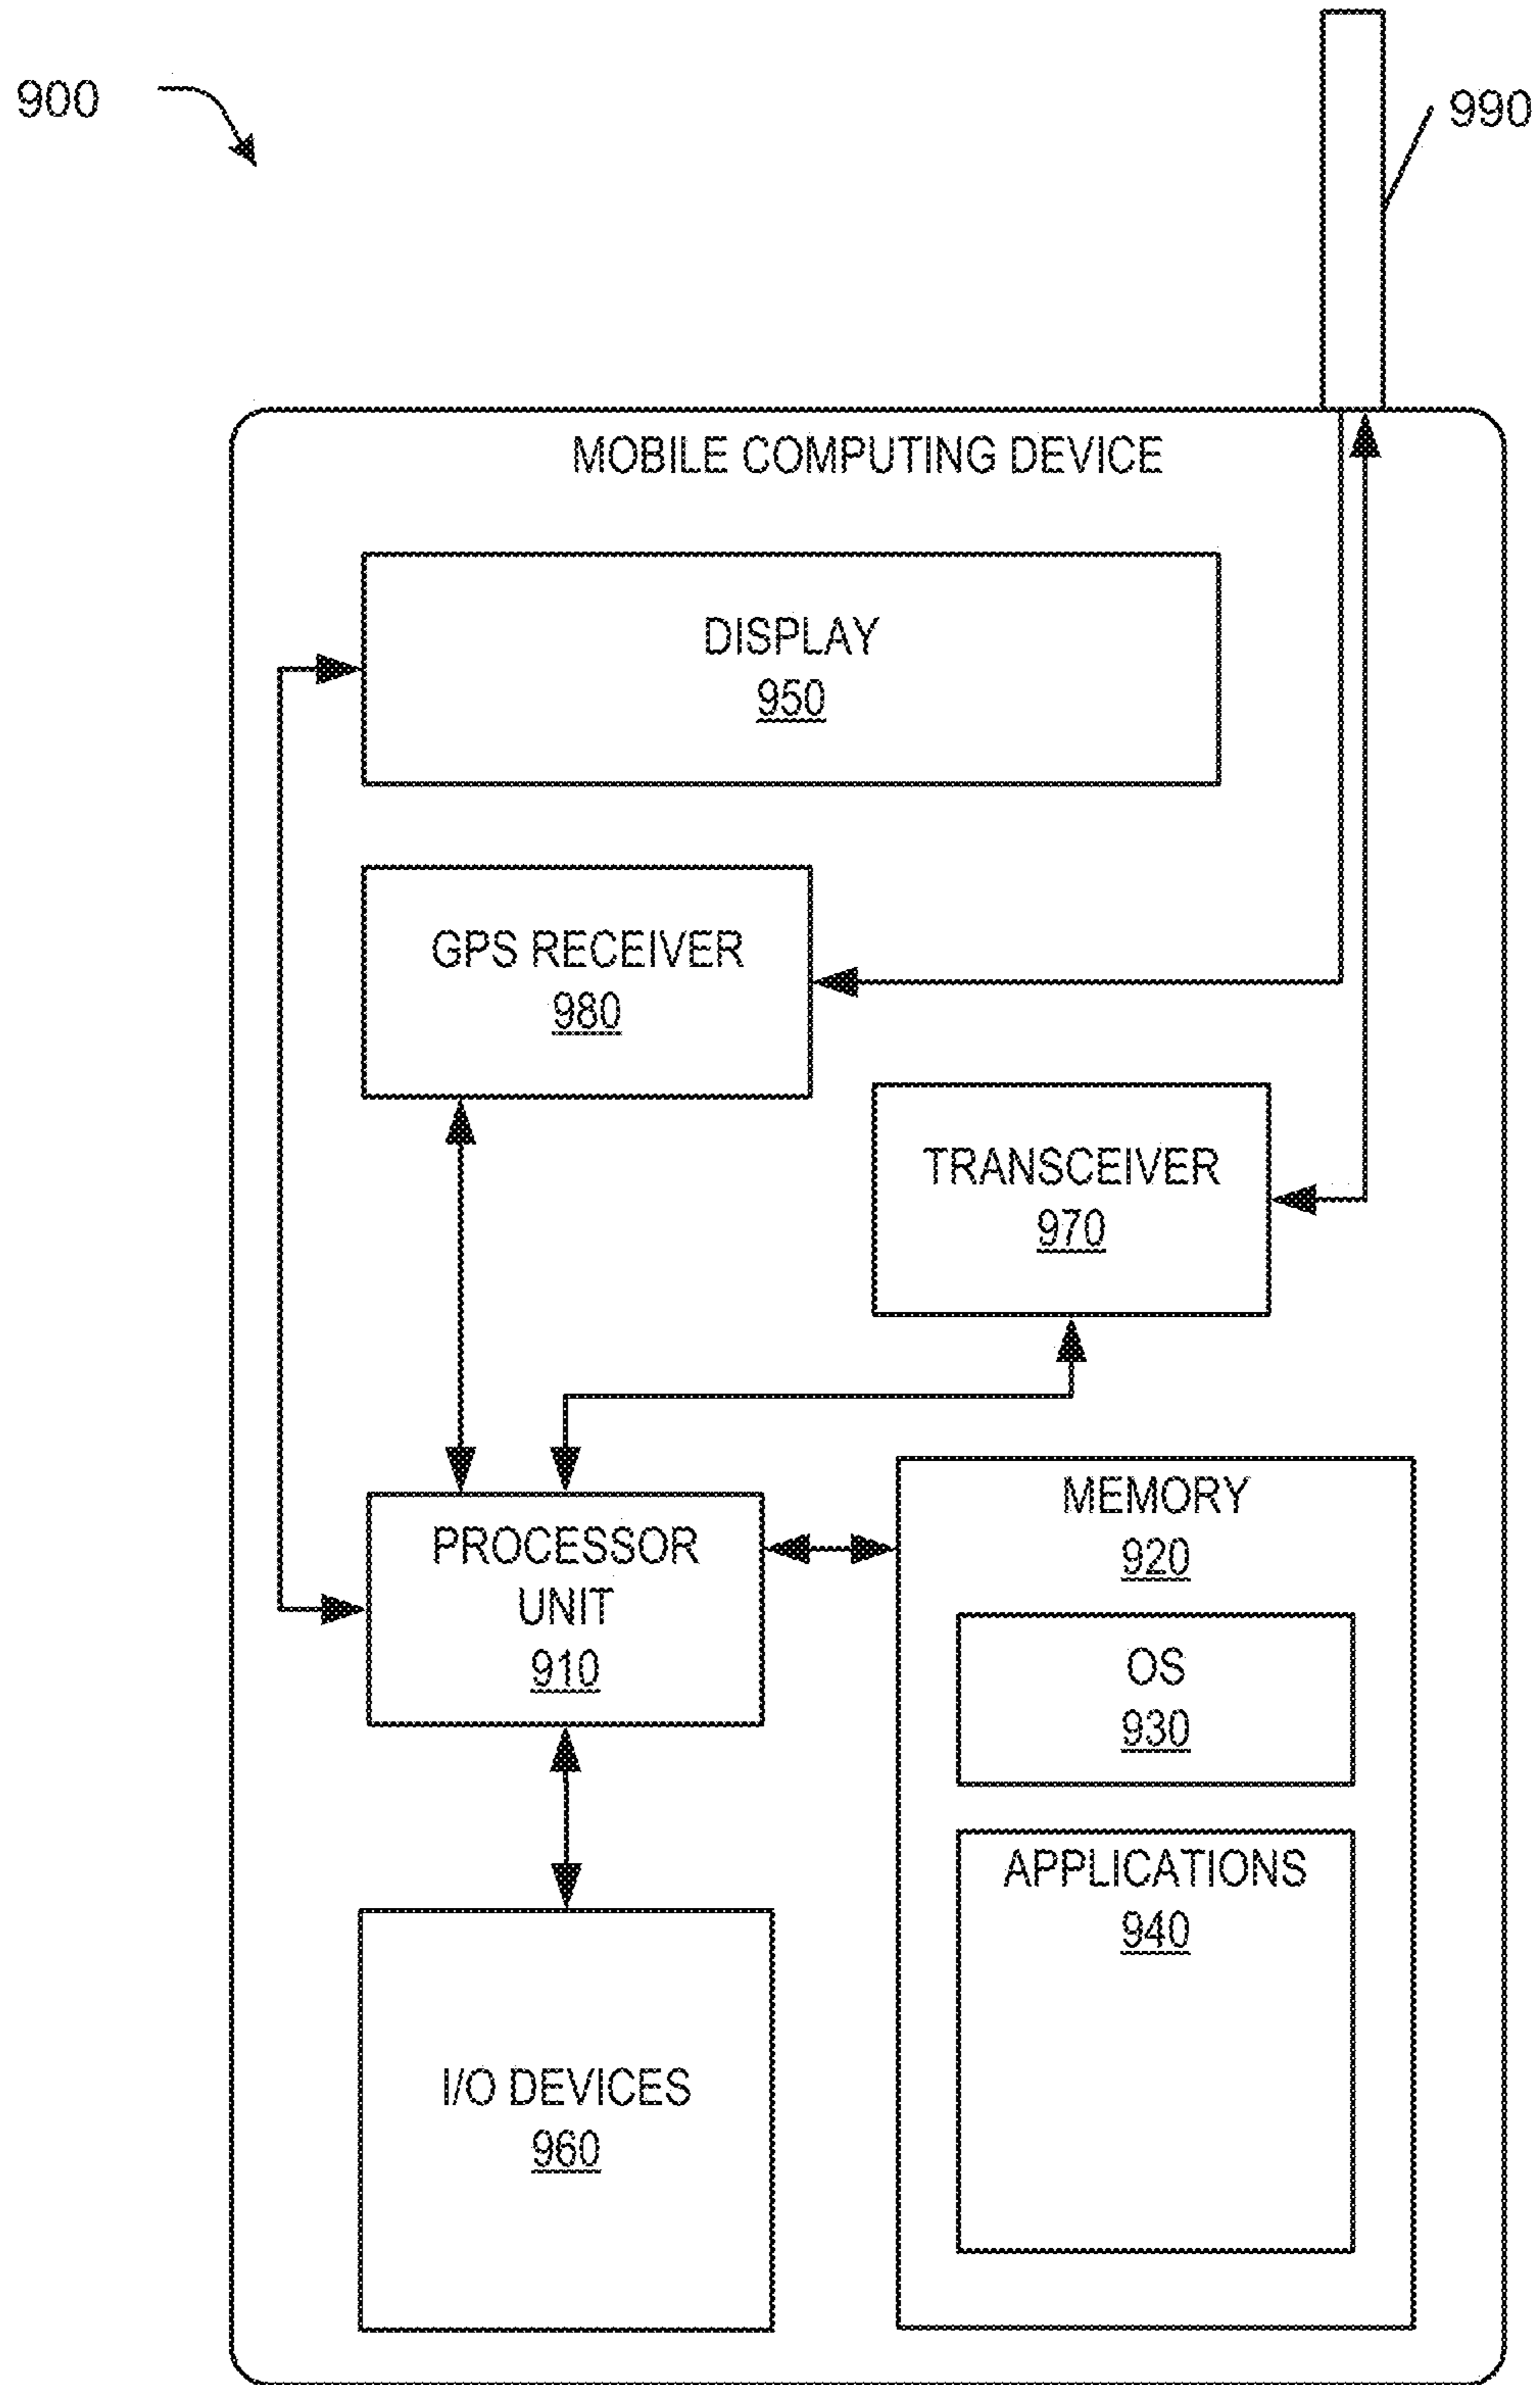 900
990
MOBILE COMPUTING DEVICE
DISPLAY
950
GPS RECEIVER
980
TRANSCEIVER
970
PROCESSOR
UNIT
910
MEMORY
920
OS
930
APPLICATIONS
940
I/O DEVICES
960